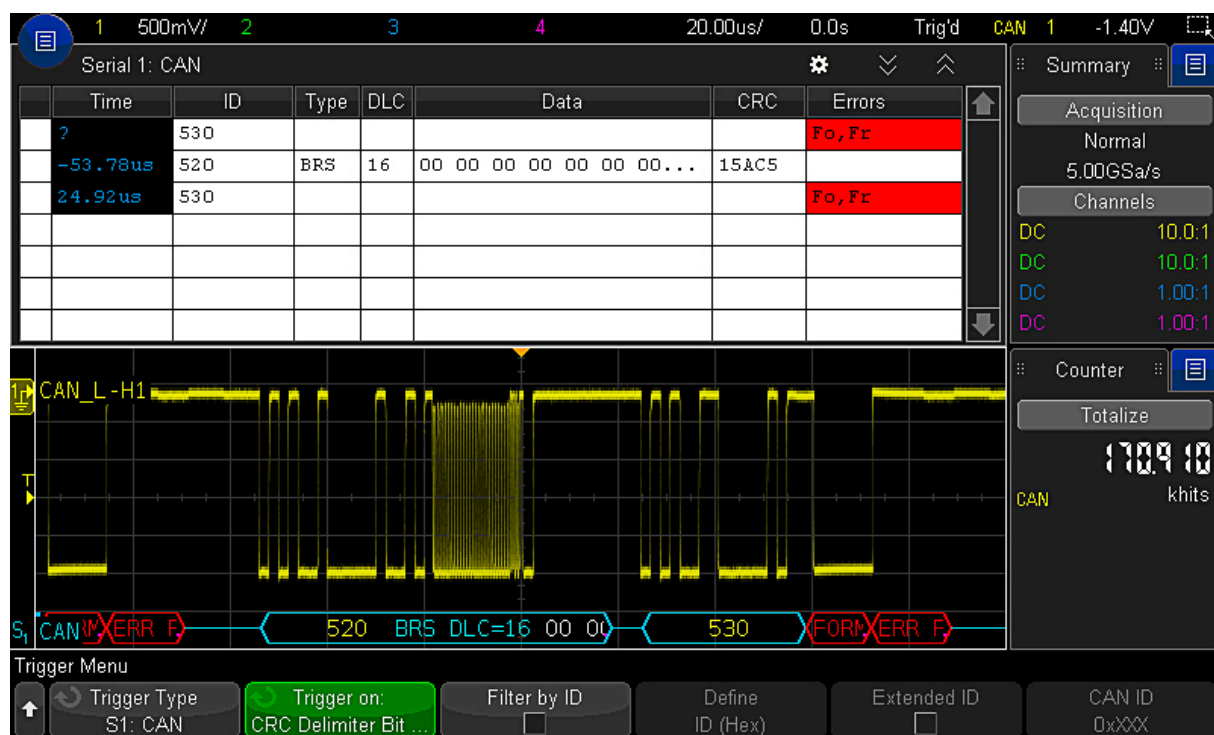 1 500mV/ 2 3 4 20.00us/ 0.0s Trig'd CAN 1 -1.40V
Serial 1: CAN
Time ID Type DLC Data CRC Errors
? 530 Fo,Fr
-53.78us 520 BRS 16 00 00 00 00 00 00 00... 15AC5
24.92us 530 Fo,Fr
Summary
Acquisition
Normal
5.00GSa/s
Channels
DC 10.0:1
DC 10.0:1
DC 1.00:1
DC 1.00:1
Counter
Totalize
170.910
CAN khits
1
CAN_L-H1
T
S1 CAN ERR F 520 BRS DLC=16 00 530 FORM ERR F
Trigger Menu
Trigger Type
S1: CAN
Trigger on:
CRC Delimiter Bit ...
Filter by ID
Define
ID (Hex)
Extended ID
CAN ID
0xXXX